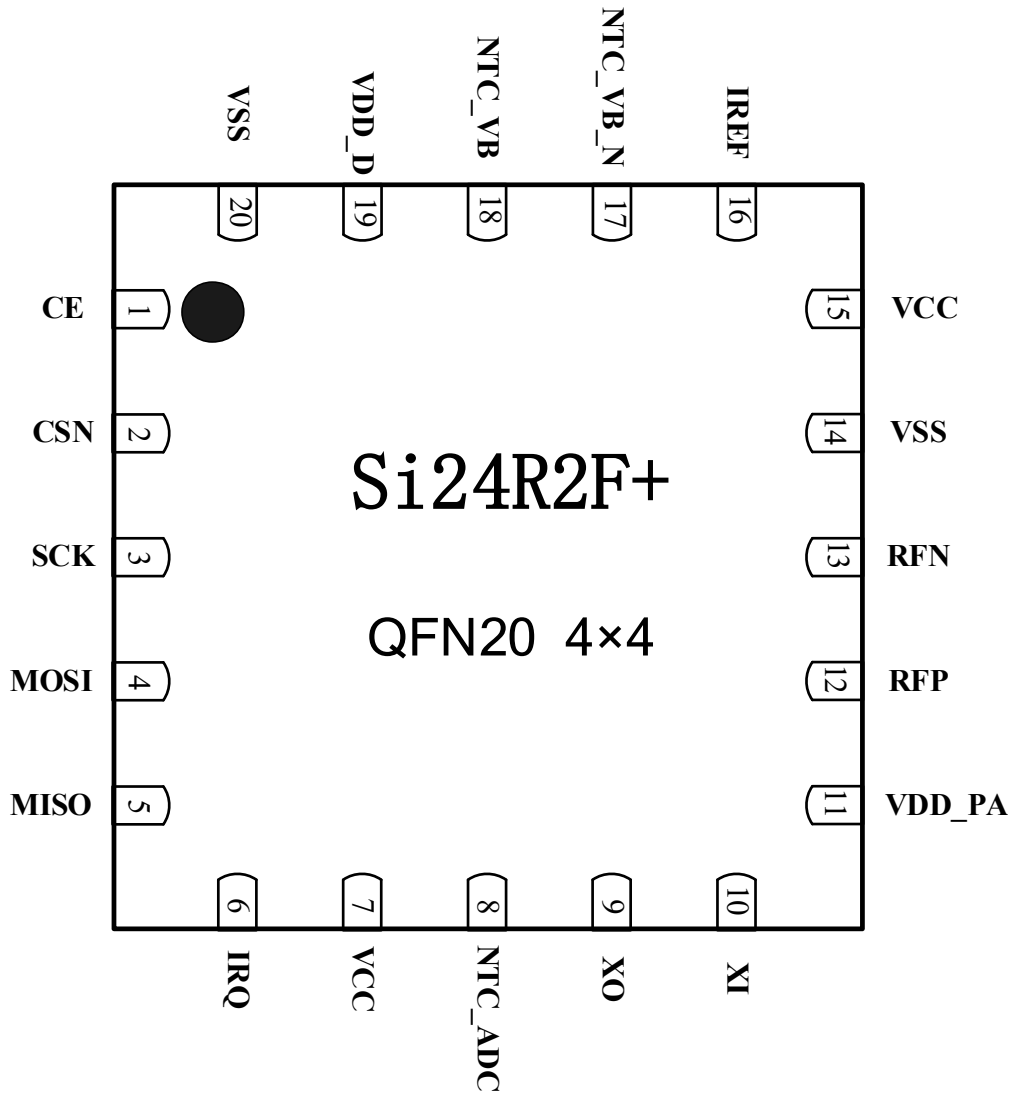 VSS
VDD_D
NTC_VB
NTC_VB_N
IREF
20
19
18
17
16
CE 1
15 VCC
CSN 2
14 VSS
Si24R2F+
SCK 3
13 RFN
QFN20 4×4
MOSI 4
12 RFP
MISO 5
11 VDD_PA
6
7
8
9
10
IRQ
VCC
NTC_ADC
XO
XI